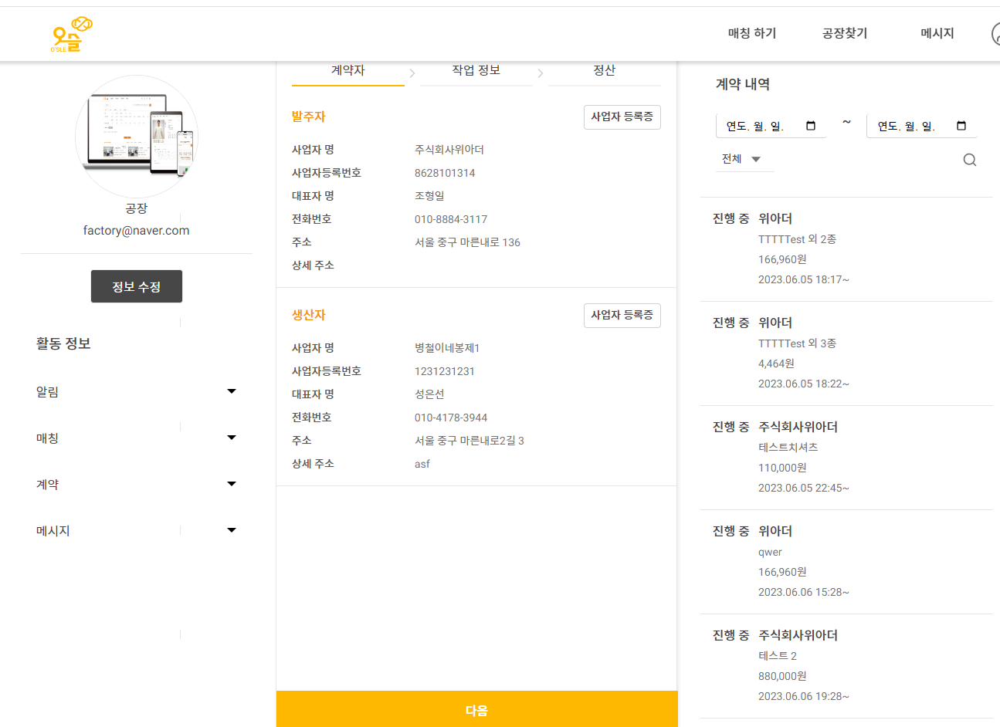 오슬
O'SLE
매칭 하기
공장찾기
메시지
공장
factory@naver.com
정보 수정
활동 정보
알림
매칭
계약
메시지
계약자
작업 정보
정산
발주자
사업자 등록증
사업자 명 주식회사위아더
사업자등록번호 8628101314
대표자 명 조형일
전화번호 010-8884-3117
주소 서울 중구 마른내로 136
상세 주소
생산자
사업자 등록증
사업자 명 병철이네봉제1
사업자등록번호 1231231231
대표자 명 성은선
전화번호 010-4178-3944
주소 서울 중구 마른내로2길 3
상세 주소 asf
다음
계약 내역
연도. 월. 일. ~ 연도. 월. 일.
전체
진행 중 위아더
TTTTTest 외 2종
166,960원
2023.06.05 18:17~
진행 중 위아더
TTTTTest 외 3종
4,464원
2023.06.05 18:22~
진행 중 주식회사위아더
테스트치셔츠
110,000원
2023.06.05 22:45~
진행 중 위아더
qwer
166,960원
2023.06.06 15:28~
진행 중 주식회사위아더
테스트 2
880,000원
2023.06.06 19:28~